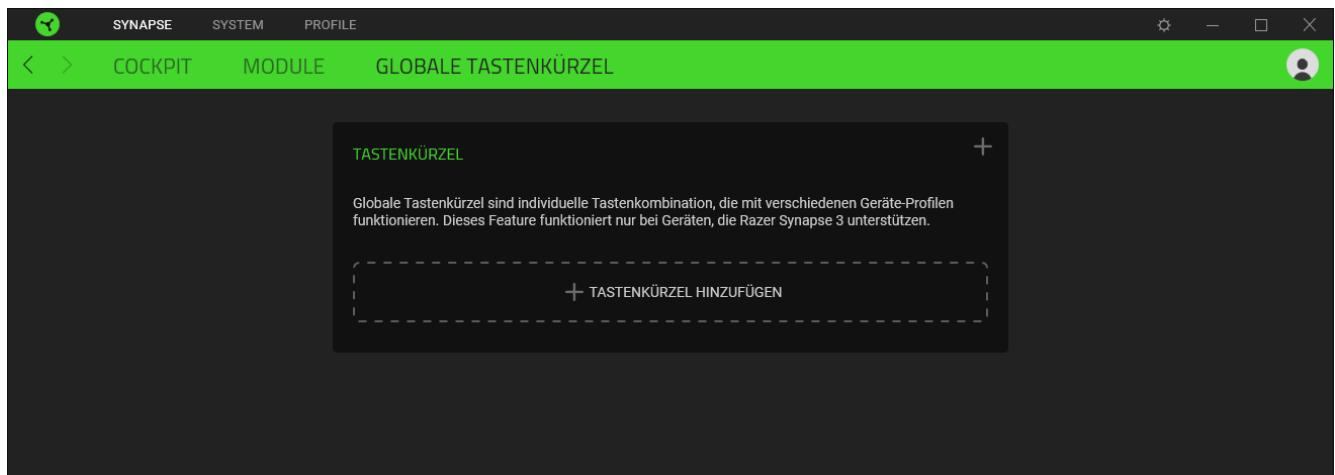 SYNAPSE SYSTEM PROFILE
COCKPIT MODULE GLOBALE TASTENKÜRZEL
TASTENKÜRZEL
Globale Tastenkürzel sind individuelle Tastenkombination, die mit verschiedenen Geräte-Profilen
funktionieren. Dieses Feature funktioniert nur bei Geräten, die Razer Synapse 3 unterstützen.
TASTENKÜRZEL HINZUFÜGEN